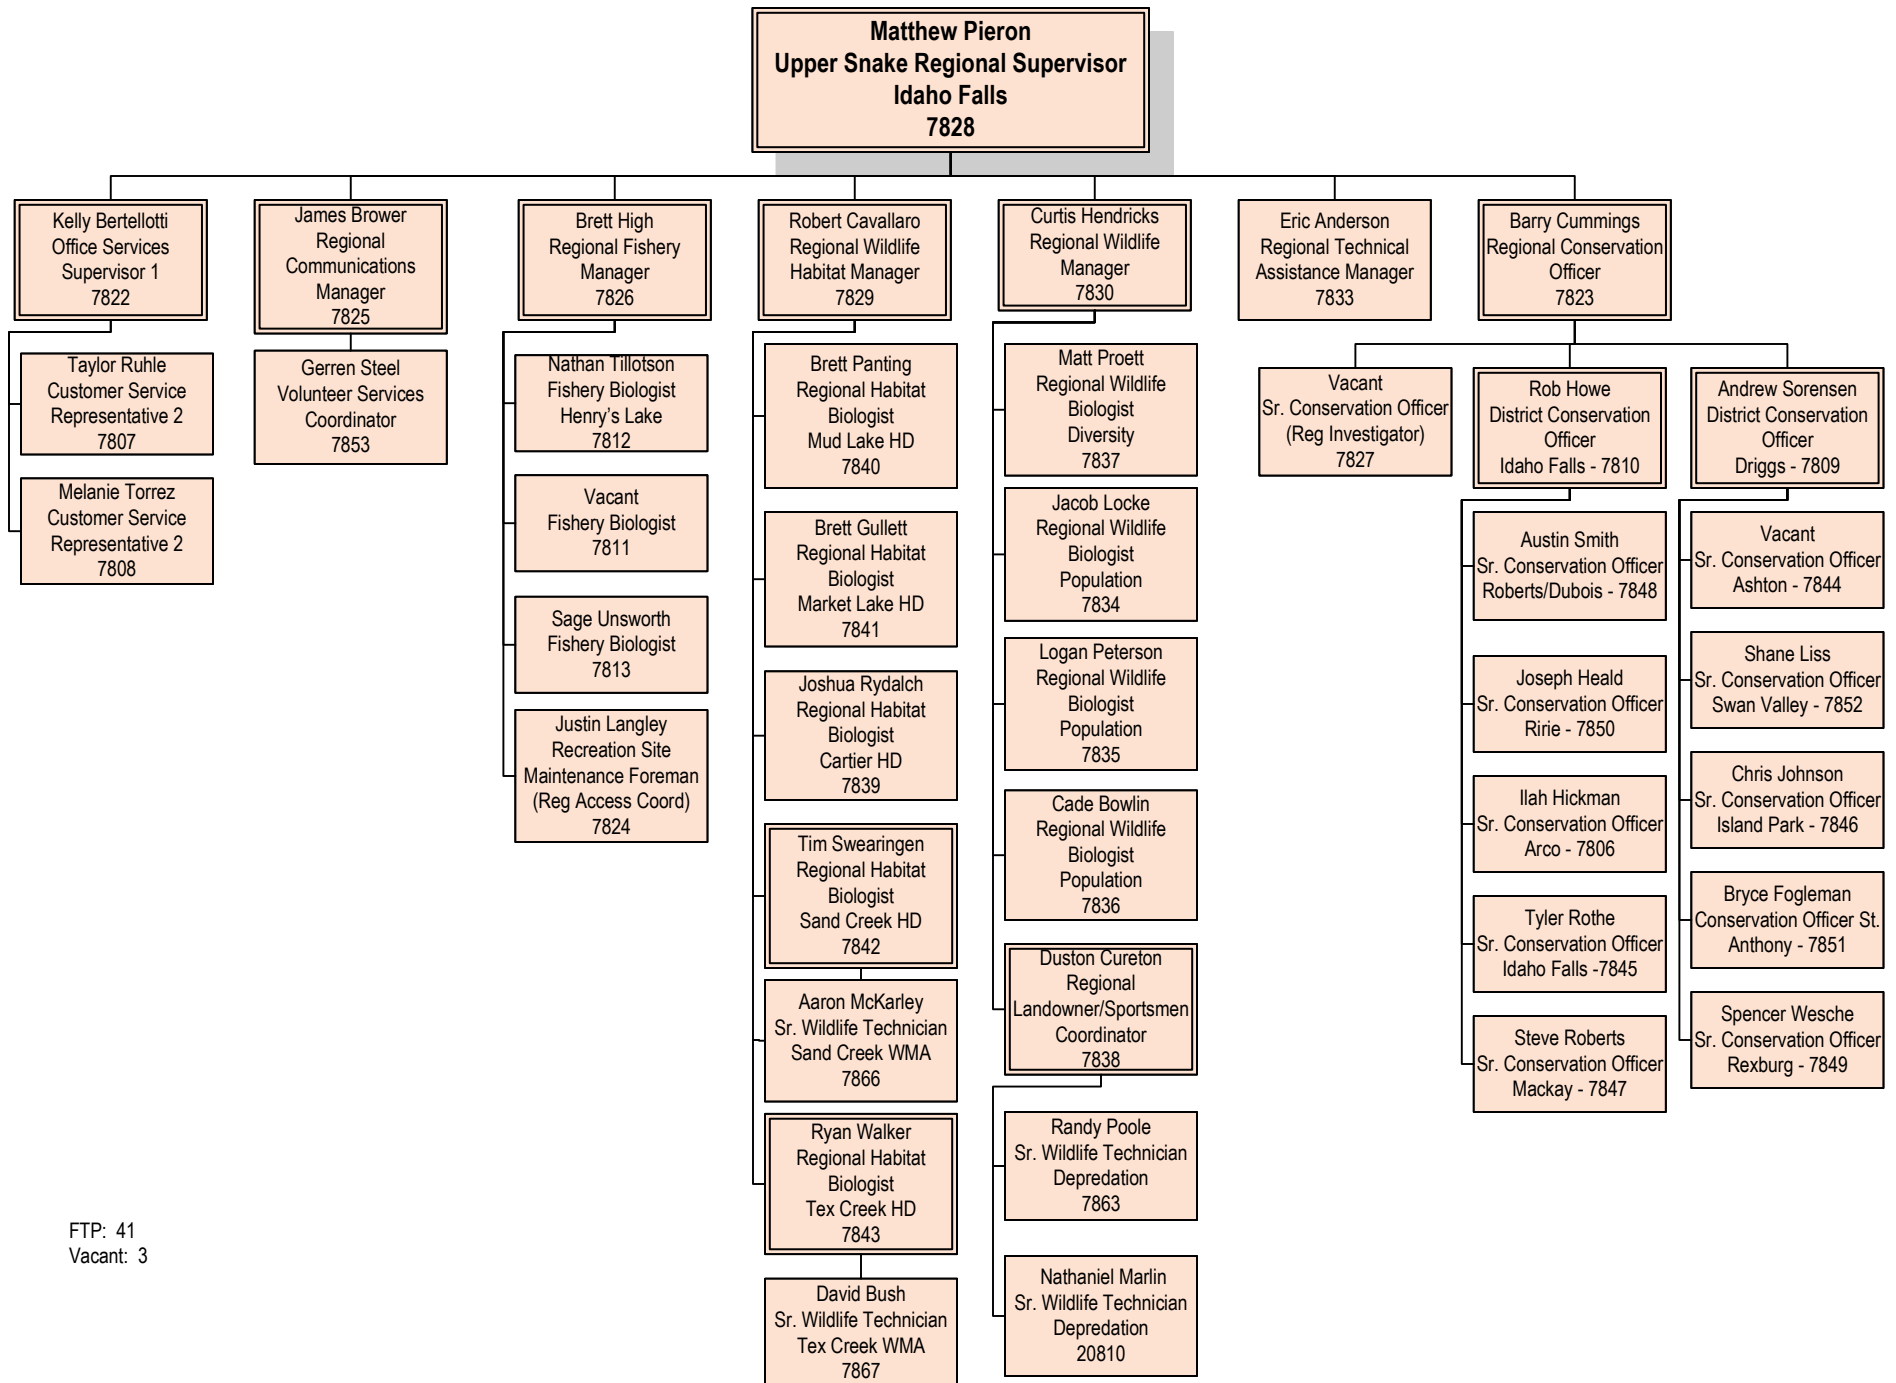 Matthew Pieron
Upper Snake Regional Supervisor
Idaho Falls
7828
Kelly Bertellotti
Office Services
Supervisor 1
7822
James Brower
Regional
Communications
Manager
7825
Brett High
Regional Fishery
Manager
7826
Robert Cavallaro
Regional Wildlife
Habitat Manager
7829
Curtis Hendricks
Regional Wildlife
Manager
7830
Eric Anderson
Regional Technical
Assistance Manager
7833
Barry Cummings
Regional Conservation
Officer
7823
Taylor Ruhle
Customer Service
Representative 2
7807
Melanie Torrez
Customer Service
Representative 2
7808
Gerren Steel
Volunteer Services
Coordinator
7853
Nathan Tillotson
Fishery Biologist
Henry's Lake
7812
Vacant
Fishery Biologist
7811
Sage Unsworth
Fishery Biologist
7813
Justin Langley
Recreation Site
Maintenance Foreman
(Reg Access Coord)
7824
Brett Panting
Regional Habitat
Biologist
Mud Lake HD
7840
Brett Gullett
Regional Habitat
Biologist
Market Lake HD
7841
Joshua Rydalch
Regional Habitat
Biologist
Cartier HD
7839
Tim Swearingen
Regional Habitat
Biologist
Sand Creek HD
7842
Aaron McKarley
Sr. Wildlife Technician
Sand Creek WMA
7866
Ryan Walker
Regional Habitat
Biologist
Tex Creek HD
7843
David Bush
Sr. Wildlife Technician
Tex Creek WMA
7867
Matt Proett
Regional Wildlife
Biologist
Diversity
7837
Jacob Locke
Regional Wildlife
Biologist
Population
7834
Logan Peterson
Regional Wildlife
Biologist
Population
7835
Cade Bowlin
Regional Wildlife
Biologist
Population
7836
Duston Cureton
Regional
Landowner/Sportsmen
Coordinator
7838
Randy Poole
Sr. Wildlife Technician
Depredation
7863
Nathaniel Marlin
Sr. Wildlife Technician
Depredation
20810
Vacant
Sr. Conservation Officer
(Reg Investigator)
7827
Rob Howe
District Conservation
Officer
Idaho Falls - 7810
Andrew Sorensen
District Conservation
Officer
Driggs - 7809
Austin Smith
Sr. Conservation Officer
Roberts/Dubois - 7848
Joseph Heald
Sr. Conservation Officer
Ririe - 7850
Ilah Hickman
Sr. Conservation Officer
Arco - 7806
Tyler Rothe
Sr. Conservation Officer
Idaho Falls -7845
Steve Roberts
Sr. Conservation Officer
Mackay - 7847
Vacant
Sr. Conservation Officer
Ashton - 7844
Shane Liss
Sr. Conservation Officer
Swan Valley - 7852
Chris Johnson
Sr. Conservation Officer
Island Park - 7846
Bryce Fogleman
Conservation Officer St.
Anthony - 7851
Spencer Wesche
Sr. Conservation Officer
Rexburg - 7849
FTP: 41
Vacant: 3